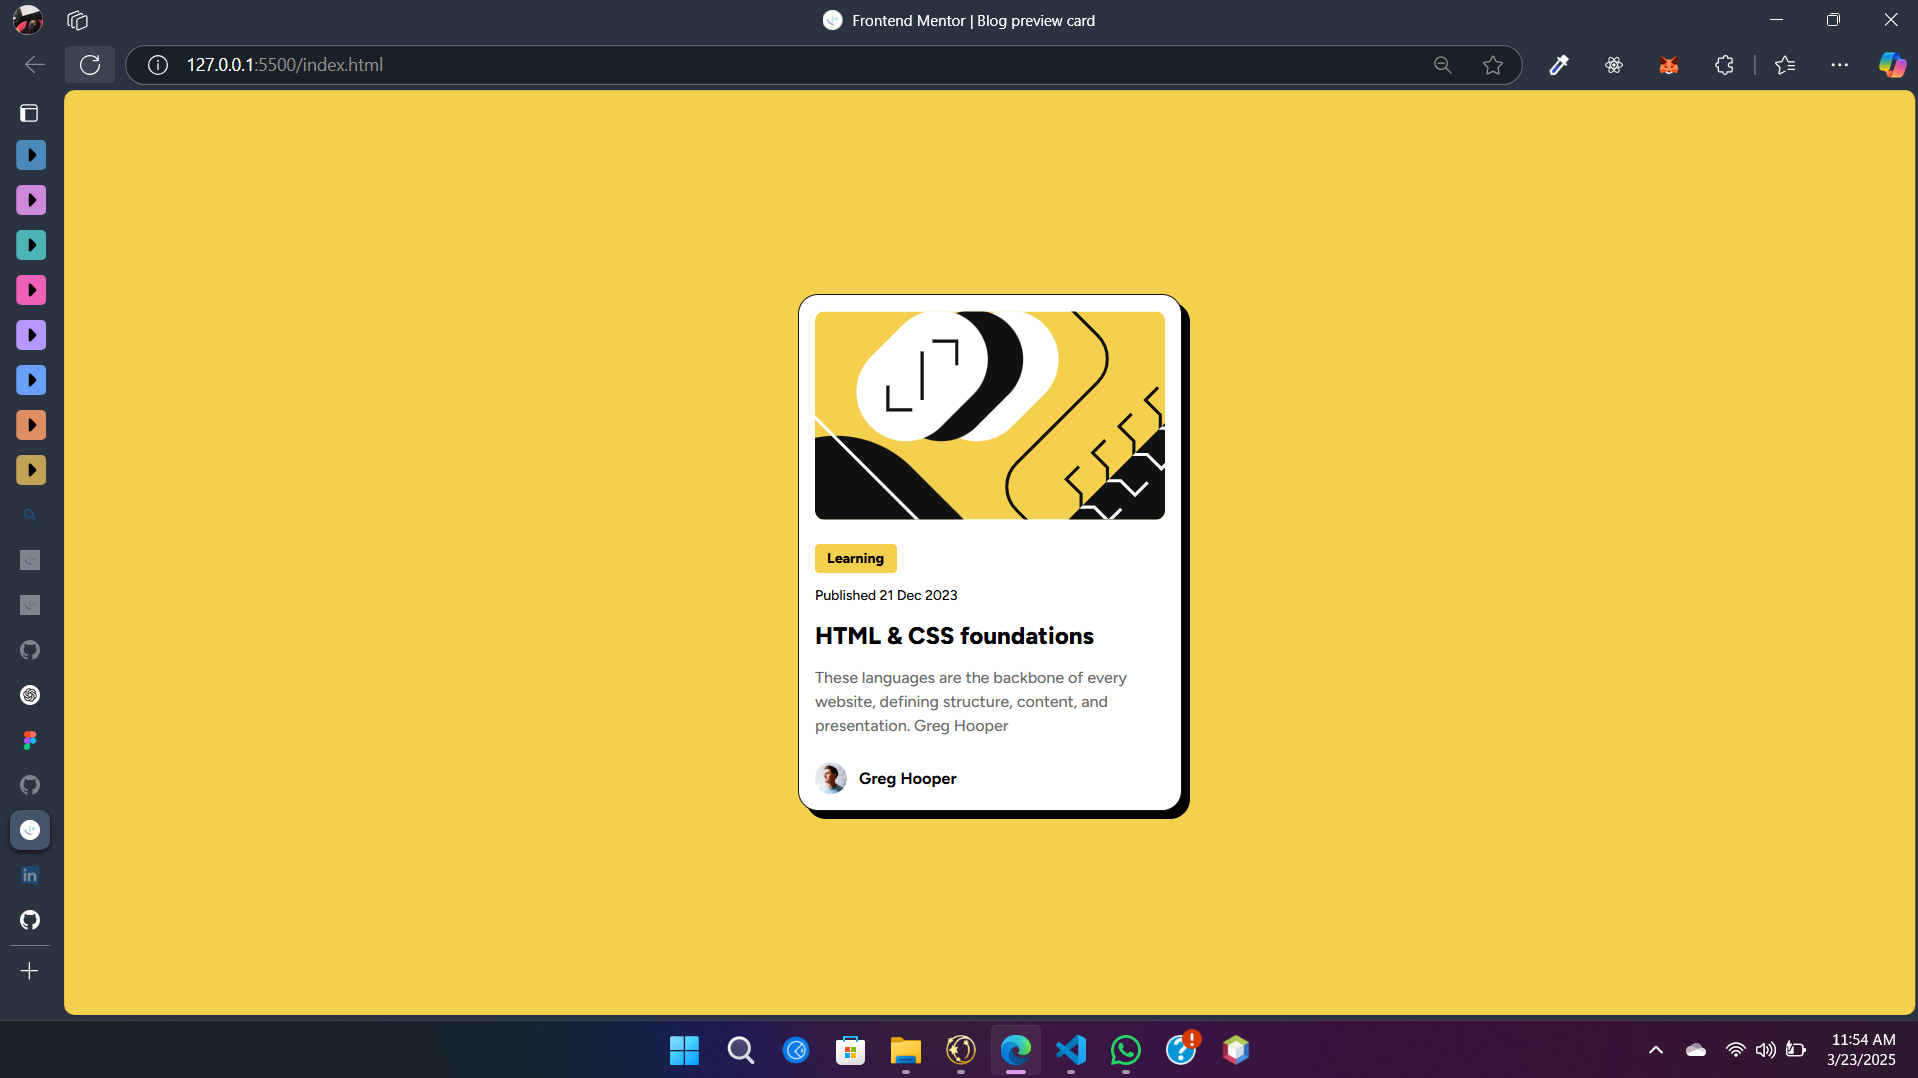 Frontend Mentor | Blog preview card
127.0.0.1:5500/index.html
Learning
Published 21 Dec 2023
HTML & CSS foundations
These languages are the backbone of every
website, defining structure, content, and
presentation. Greg Hooper
Greg Hooper
in
11:54 AM
3/23/2025